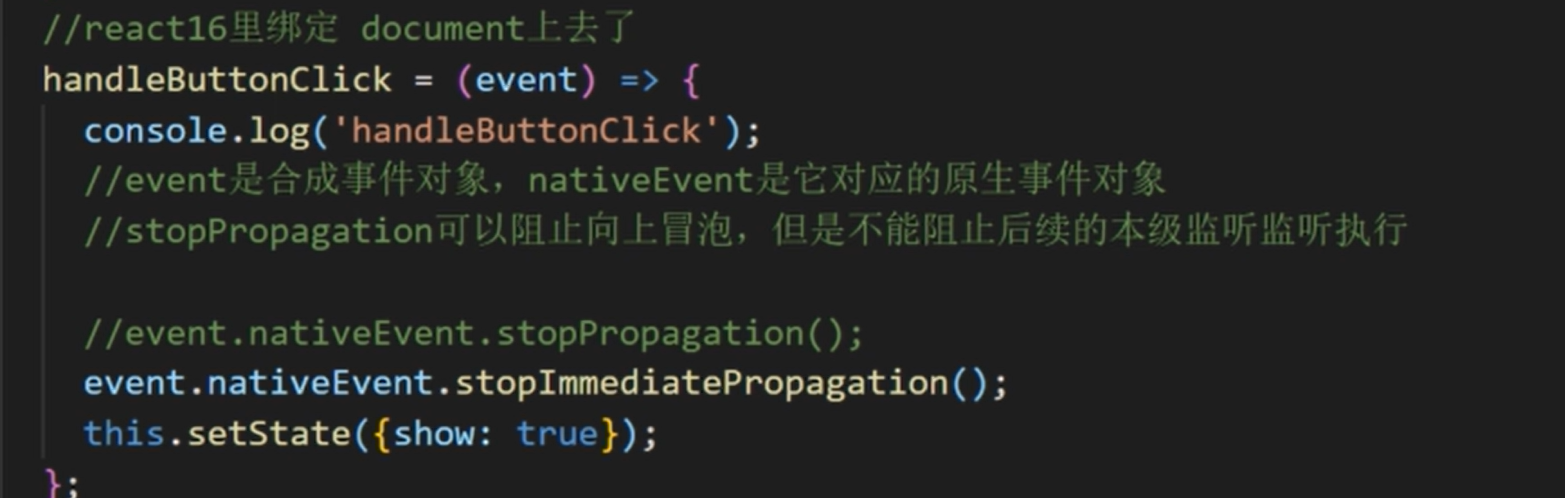 //react16里绑定 document上去了
handleButtonClick = (event) => {
console.log('handleButtonClick');
//event是合成事件对象，nativeEvent是它对应的原生事件对象
//stopPropagation可以阻止向上冒泡，但是不能阻止后续的本级监听监听执行
//event.nativeEvent.stopPropagation();
event.nativeEvent.stopImmediatePropagation();
this.setState({show: true});
};